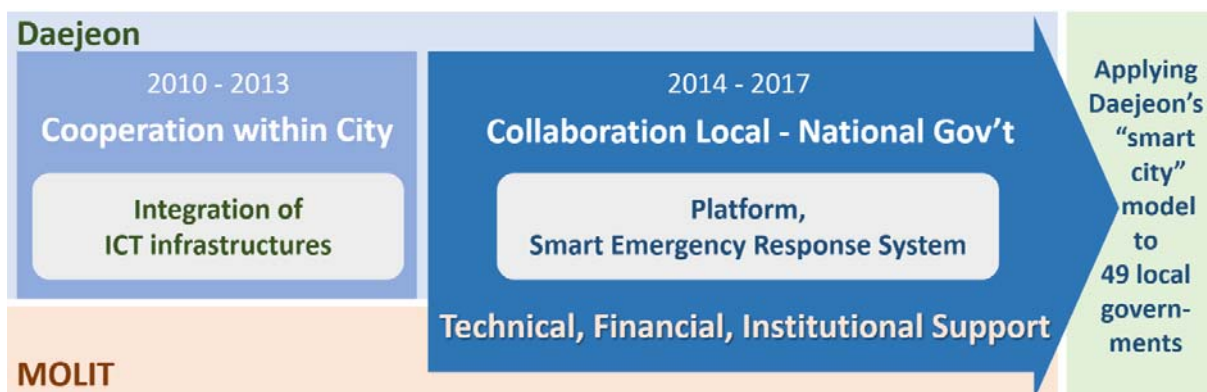 Daejeon
2010 - 2013
Cooperation within City
Integration of
ICT infrastructures
2014 - 2017
Collaboration Local - National Gov’t
Platform,
Smart Emergency Response System
Technical, Financial, Institutional Support
MOLIT
Applying
Daejeon’s
“smart
city”
model
to
49 local
govern-
ments